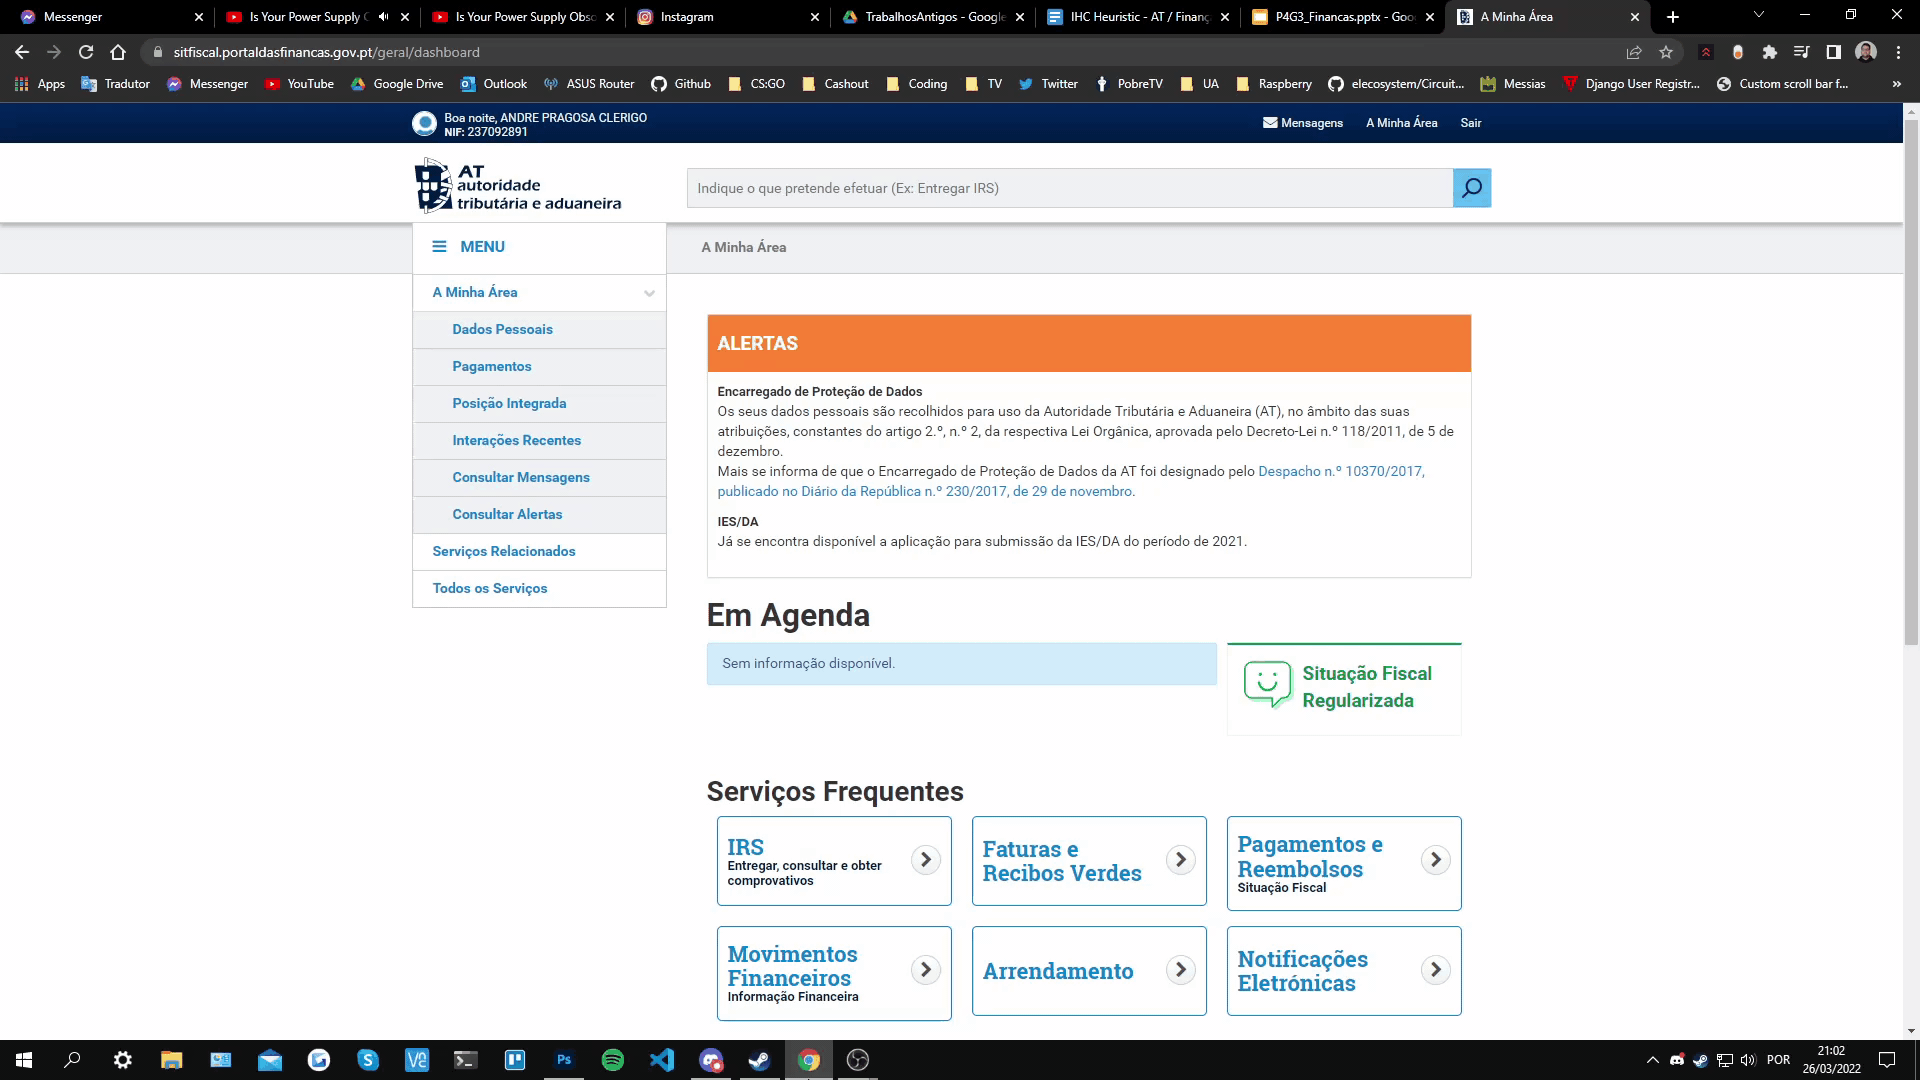 Messenger
Is Your Power Supply O
Is Your Power Supply Obso
Instagram
TrabalhosAntigos - Google
IHC Heuristic - AT / Finanç
P4G3_Financas.pptx - Goo
A Minha Área
sitfiscal.portaldasfinancas.gov.pt/geral/dashboard
Apps
Tradutor
Messenger
YouTube
Google Drive
Outlook
ASUS Router
Github
CS:GO
Cashout
Coding
TV
Twitter
PobreTV
UA
Raspberry
elecosystem/Circuit...
Messias
Django User Registr...
Custom scroll bar f...
»
Boa noite, ANDRE PRAGOSA CLERIGO
NIF: 237092891
Mensagens
A Minha Área
Sair
AT
autoridade
tributária e aduaneira
Indique o que pretende efetuar (Ex: Entregar IRS)
MENU
A Minha Área
A Minha Área
Dados Pessoais
Pagamentos
Posição Integrada
Interações Recentes
Consultar Mensagens
Consultar Alertas
Serviços Relacionados
Todos os Serviços
ALERTAS
Encarregado de Proteção de Dados
Os seus dados pessoais são recolhidos para uso da Autoridade Tributária e Aduaneira (AT), no âmbito das suas
atribuições, constantes do artigo 2.º, n.º 2, da respectiva Lei Orgânica, aprovada pelo Decreto-Lei n.º 118/2011, de 5 de
dezembro.
Mais se informa de que o Encarregado de Proteção de Dados da AT foi designado pelo Despacho n.º 10370/2017,
publicado no Diário da República n.º 230/2017, de 29 de novembro.
IES/DA
Já se encontra disponível a aplicação para submissão da IES/DA do período de 2021.
Em Agenda
Sem informação disponível.
Situação Fiscal
Regularizada
Serviços Frequentes
IRS
Entregar, consultar e obter
comprovativos
Faturas e
Recibos Verdes
Pagamentos e
Reembolsos
Situação Fiscal
Movimentos
Financeiros
Informação Financeira
Arrendamento
Notificações
Eletrónicas
Ps
POR
21:02
26/03/2022